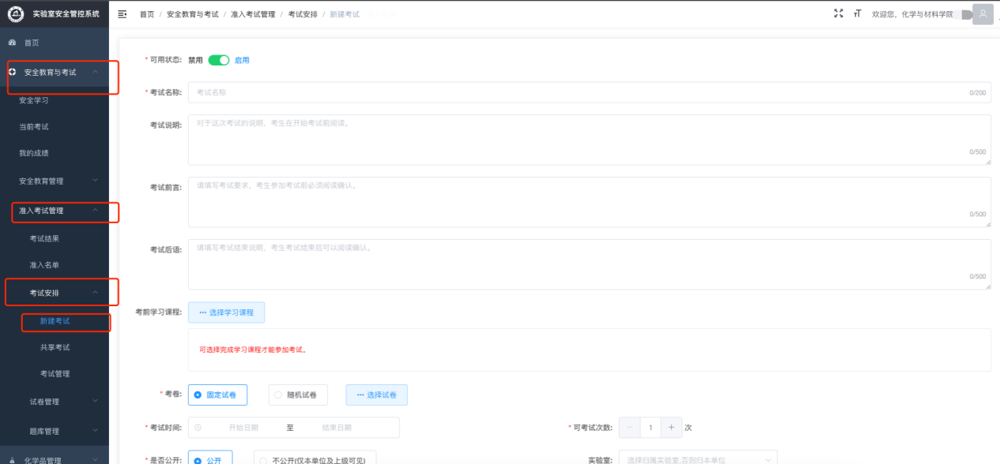 实验室安全管控系统
首页 / 安全教育与考试 / 准入考试管理 / 考试安排 / 新建考试
欢迎您, 化学与材料学院
首页
安全教育与考试
安全学习
当前考试
我的成绩
安全教育管理
准入考试管理
考试结果
准入名单
考试安排
新建考试
共享考试
考试管理
试卷管理
题库管理
化学品管理
* 可用状态: 禁用 启用
* 考试名称: 考试名称 0/200
考试说明: 对于这次考试的说明，考生在开始考试前阅读。
0/500
考试前言: 请填写考试要求，考生参加考试前必须阅读确认。
0/500
考试后语: 请填写考试结束说明，考生考试结束后可以阅读确认。
0/500
考前学习课程: ··· 选择学习课程
可选择完成学习课程才能参加考试。
* 考卷: 固定试卷 随机试卷 ··· 选择试卷
* 考试时间: 开始日期 至 结束日期 * 可考试次数: － 1 + 次
* 是否公开: 公开 不公开(仅本单位及上级可见) 实验室: 选择归属实验室,否则归本单位